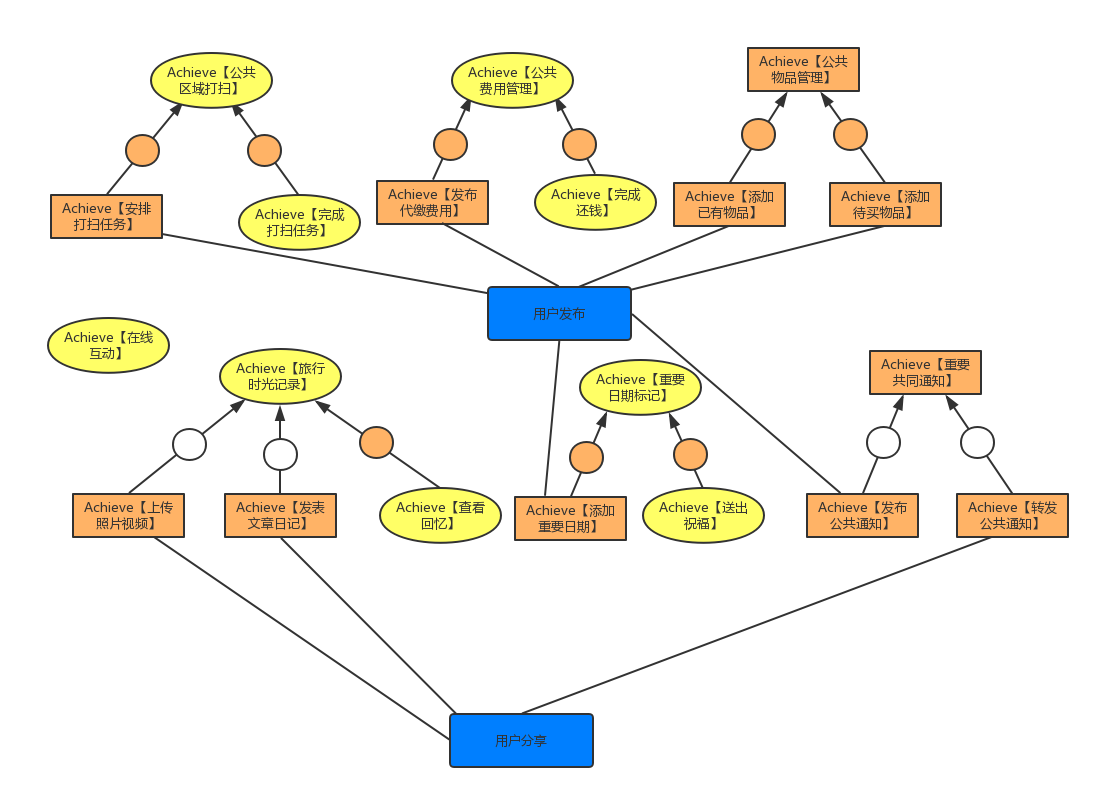 Achieve【公共
区域打扫】
Achieve【公共
费用管理】
Achieve【公共
物品管理】
Achieve【安排
打扫任务】
Achieve【完成
打扫任务】
Achieve【发布
代缴费用】
Achieve【完成
还钱】
Achieve【添加
已有物品】
Achieve【添加
待买物品】
用户发布
Achieve【在线
互动】
Achieve【旅行
时光记录】
Achieve【重要
日期标记】
Achieve【重要
共同通知】
Achieve【上传
照片视频】
Achieve【发表
文章日记】
Achieve【查看
回忆】
Achieve【添加
重要日期】
Achieve【送出
祝福】
Achieve【发布
公共通知】
Achieve【转发
公共通知】
用户分享